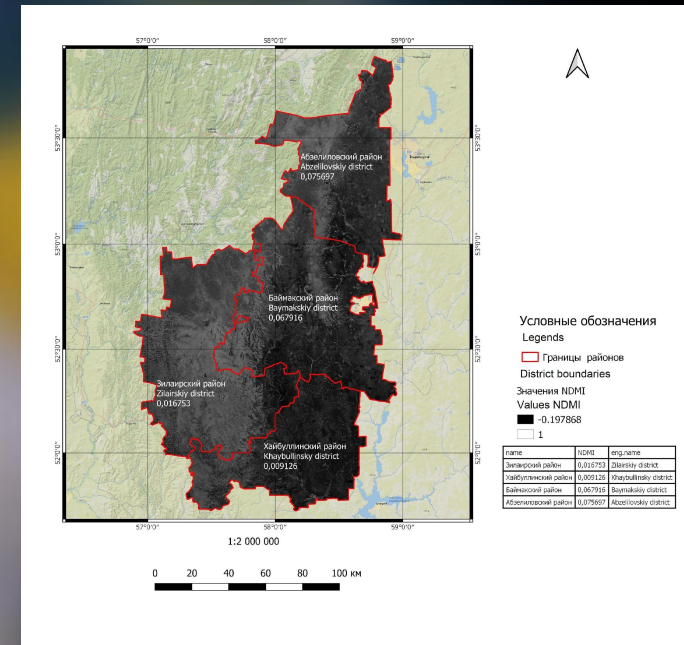 57°0'0" 58°0'0" 59°0'0"
53°30'0" 53°30'0"
Абзелиловский район
Abzelilovskiy district
0,075697
53°0'0" 53°0'0"
Баймакский район
Baymakskiy district
0,067916
52°30'0" 52°30'0"
Зилаирский район
Zilairskiy district
0,016753
Хайбуллинский район
Khaybullinsky district
0,009126
52°0'0" 52°0'0"
57°0'0" 58°0'0" 59°0'0"
1:2 000 000
0 20 40 60 80 100 км
Условные обозначения
Legends
Границы районов
District boundaries
Значения NDMI
Values NDMI
-0.197868
1
name NDMI eng.name
Зилаирский район 0,016753 Zilairskiy district
Хайбуллинский район 0,009126 Khaybullinsky district
Баймакский район 0,067916 Baymakskiy district
Абзелиловский район 0,075697 Abzelilovskiy district